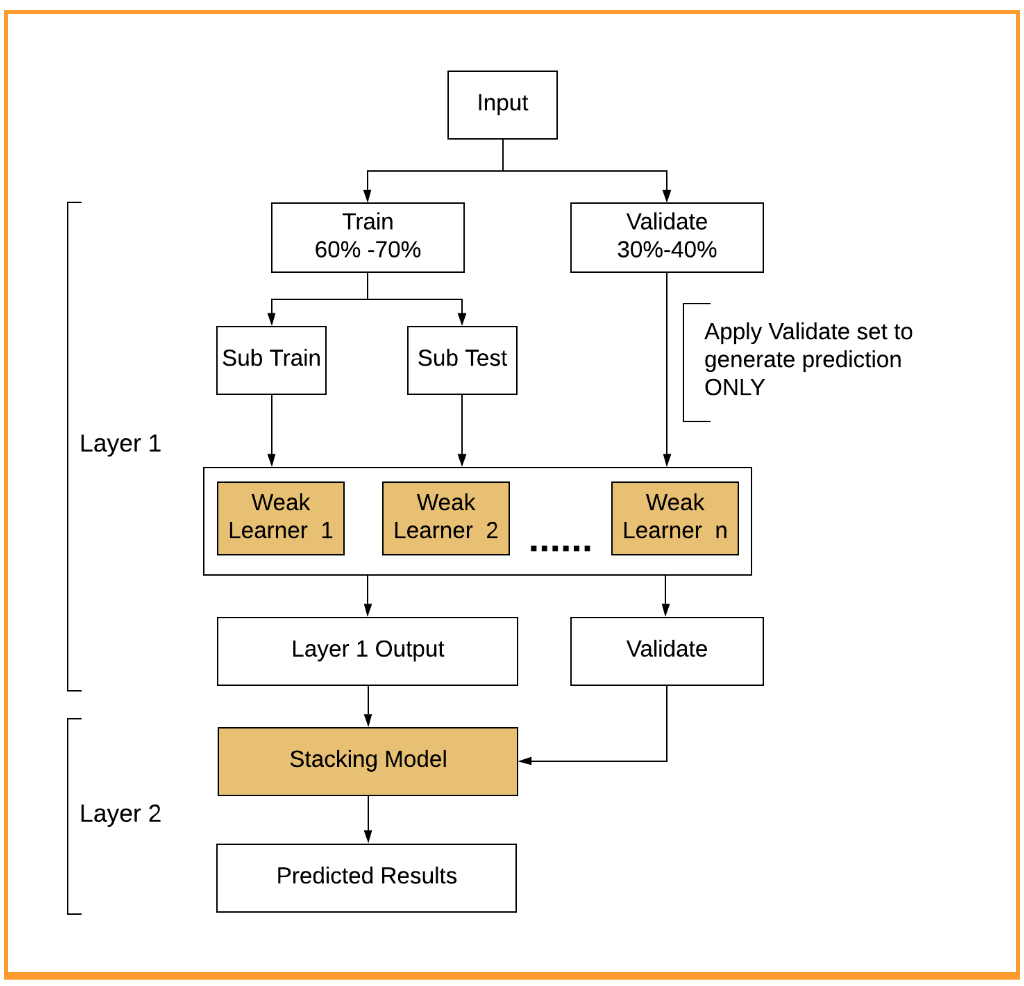 Input
Train
60% -70%
Validate
30%-40%
Sub Train
Sub Test
Apply Validate set to
generate prediction
ONLY
Layer 1
Weak
Learner 1
Weak
Learner 2
......
Weak
Learner n
Layer 1 Output
Validate
Stacking Model
Layer 2
Predicted Results